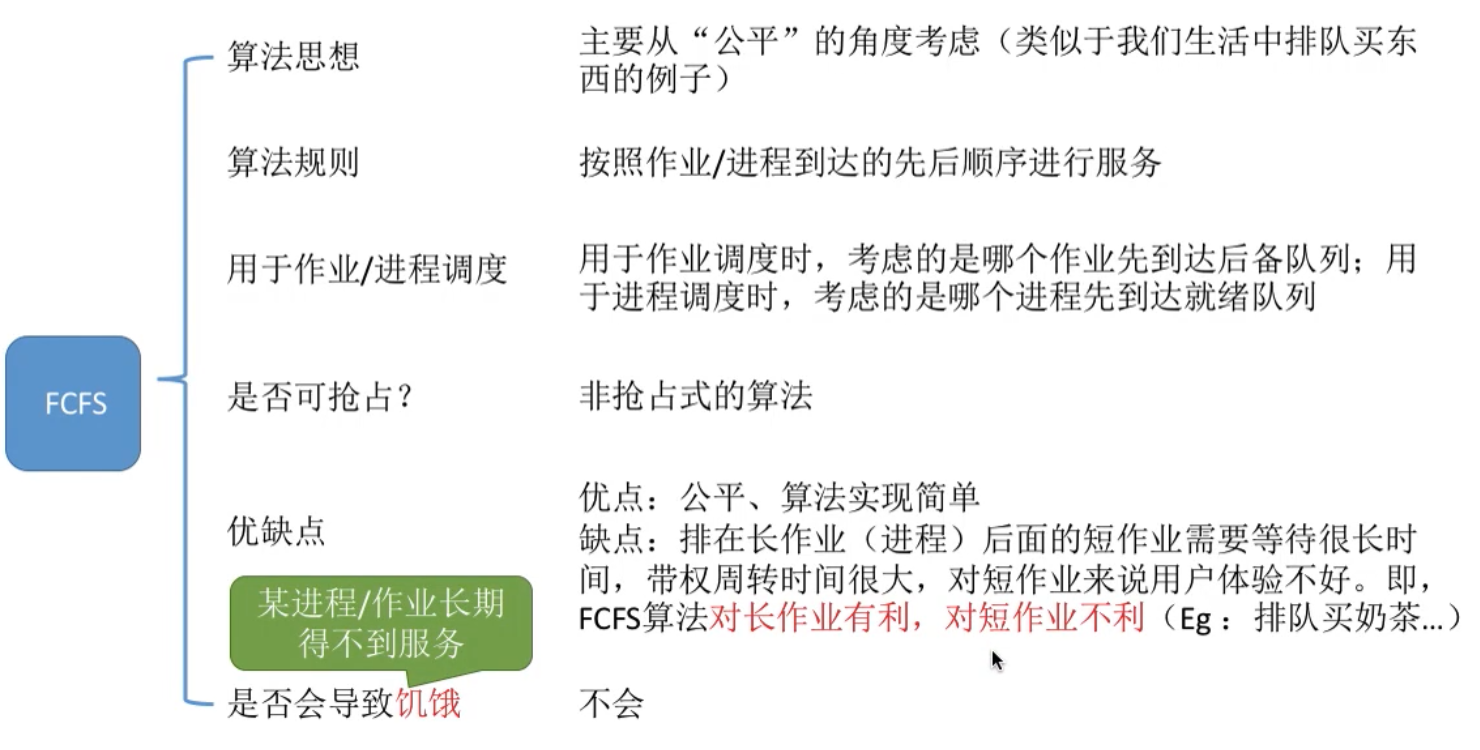 算法思想
主要从“公平”的角度考虑（类似于我们生活中排队买东
西的例子）
算法规则
按照作业/进程到达的先后顺序进行服务
用于作业/进程调度
用于作业调度时，考虑的是哪个作业先到达后备队列；用
于进程调度时，考虑的是哪个进程先到达就绪队列
FCFS
是否可抢占？
非抢占式的算法
优缺点
优点：公平、算法实现简单
缺点：排在长作业（进程）后面的短作业需要等待很长时
间，带权周转时间很大，对短作业来说用户体验不好。即，
FCFS算法对长作业有利，对短作业不利（Eg：排队买奶茶...）
某进程/作业长期
得不到服务
是否会导致饥饿
不会